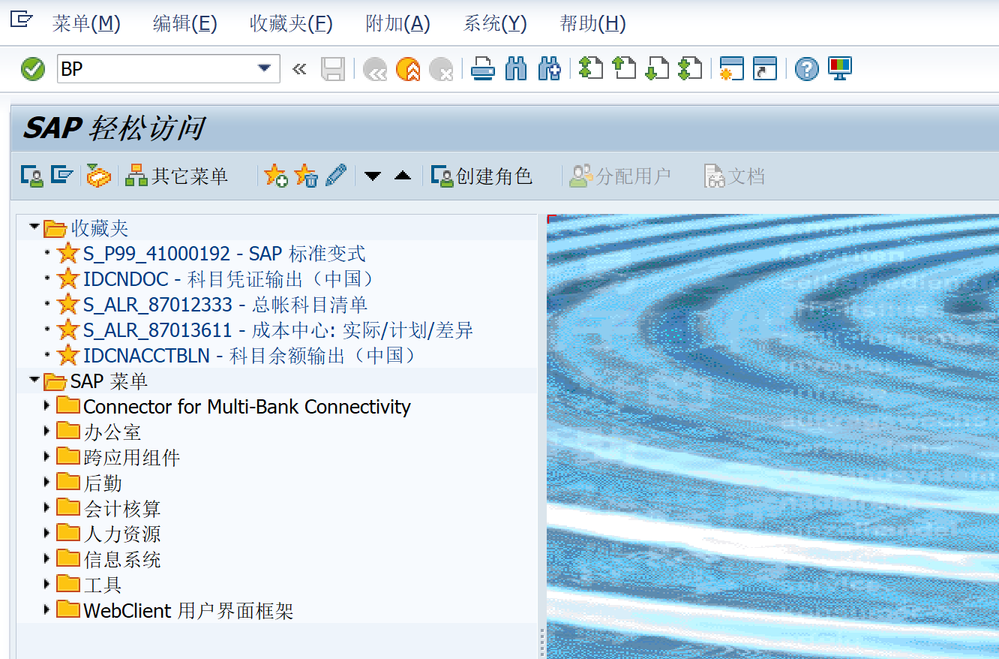 菜单(M) 编辑(E) 收藏夹(F) 附加(A) 系统(Y) 帮助(H)
BP
SAP 轻松访问
其它菜单 创建角色 分配用户 文档
收藏夹
S_P99_41000192 - SAP 标准变式
IDCNDOC - 科目凭证输出（中国）
S_ALR_87012333 - 总帐科目清单
S_ALR_87013611 - 成本中心: 实际/计划/差异
IDCNACCTBLN - 科目余额输出（中国）
SAP 菜单
Connector for Multi-Bank Connectivity
办公室
跨应用组件
后勤
会计核算
人力资源
信息系统
工具
WebClient 用户界面框架